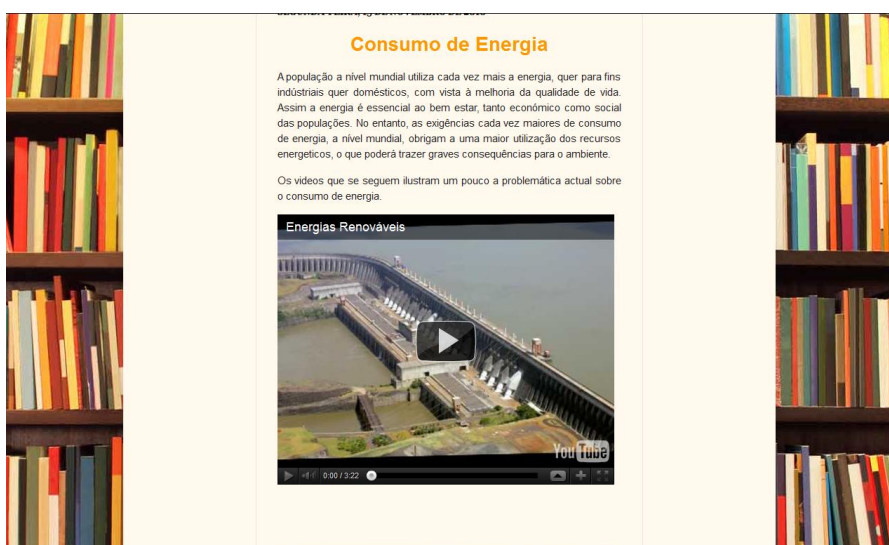 Consumo de Energia
A população a nível mundial utiliza cada vez mais a energia, quer para fins
indústriais quer domésticos, com vista à melhoria da qualidade de vida.
Assim a energia é essencial ao bem estar, tanto económico como social
das populações. No entanto, as exigências cada vez maiores de consumo
de energia, a nível mundial, obrigam a uma maior utilização dos recursos
energeticos, o que poderá trazer graves consequências para o ambiente.
Os videos que se seguem ilustram um pouco a problemática actual sobre
o consumo de energia.
Energias Renováveis
YouTube
0:00 / 3:22